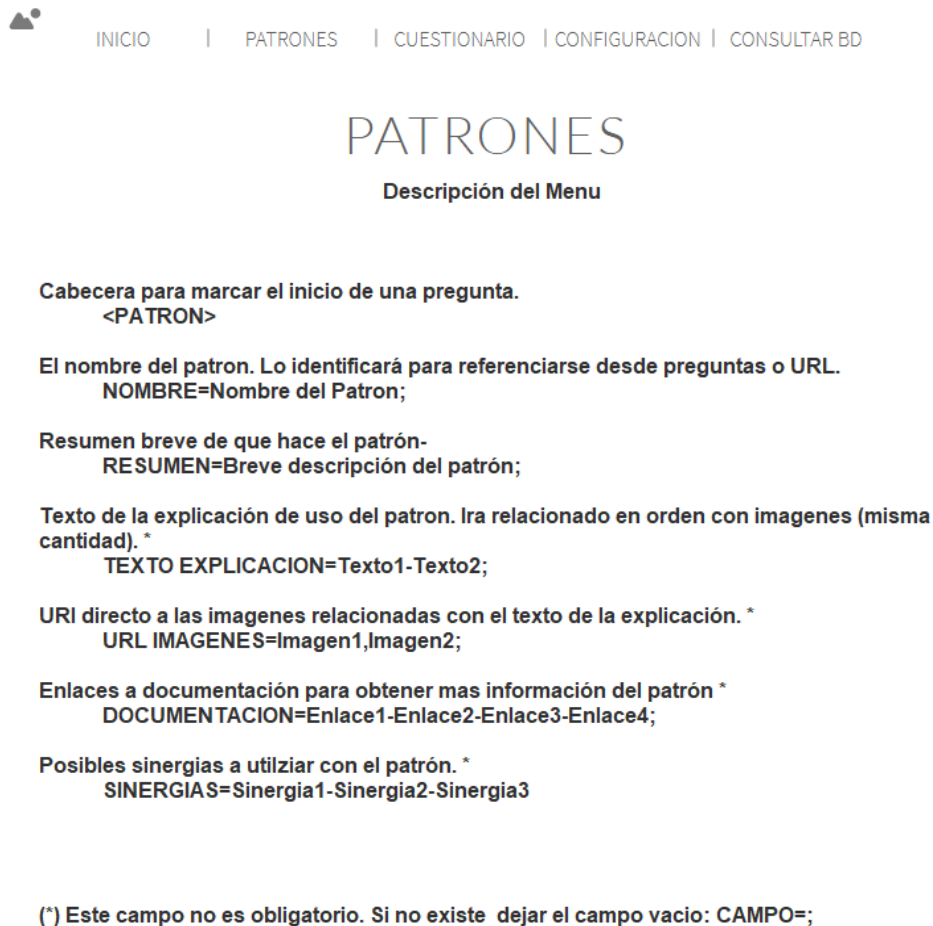 INICIO | PATRONES | CUESTIONARIO | CONFIGURACION | CONSULTAR BD
PATRONES
Descripción del Menu
Cabecera para marcar el inicio de una pregunta.
<PATRON>
El nombre del patron. Lo identificará para referenciarse desde preguntas o URL.
NOMBRE=Nombre del Patron;
Resumen breve de que hace el patrón-
RESUMEN=Breve descripción del patrón;
Texto de la explicación de uso del patron. Ira relacionado en orden con imagenes (misma
cantidad). *
TEXTO EXPLICACION=Texto1-Texto2;
URI directo a las imagenes relacionadas con el texto de la explicación. *
URL IMAGENES=Imagen1,Imagen2;
Enlaces a documentación para obtener mas información del patrón *
DOCUMENTACION=Enlace1-Enlace2-Enlace3-Enlace4;
Posibles sinergias a utilziar con el patrón. *
SINERGIAS=Sinergia1-Sinergia2-Sinergia3
(*) Este campo no es obligatorio. Si no existe dejar el campo vacio: CAMPO=;